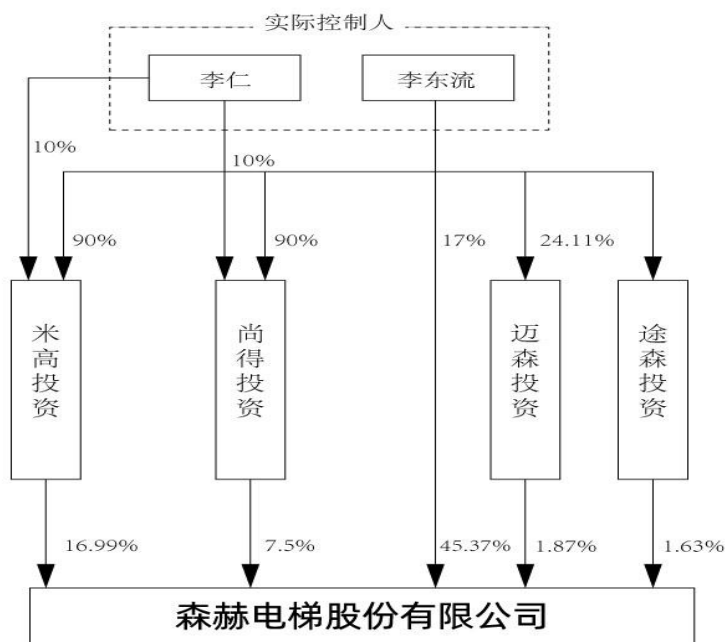 实际控制人
李仁
李东流
10%
10%
90%
90%
17%
24.11%
米高投资
尚得投资
迈森投资
途森投资
16.99%
7.5%
45.37%
1.87%
1.63%
森赫电梯股份有限公司